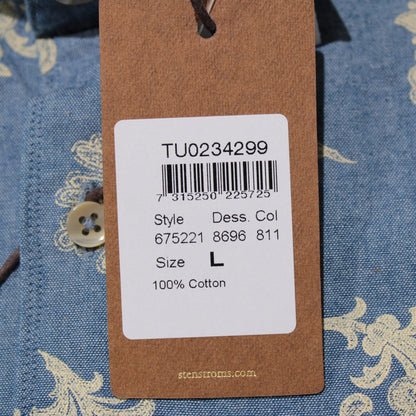 TU0234299
7 315250 225725
Style Dess. Col
675221 8696 811
Size L
100% Cotton
stenstroms.com